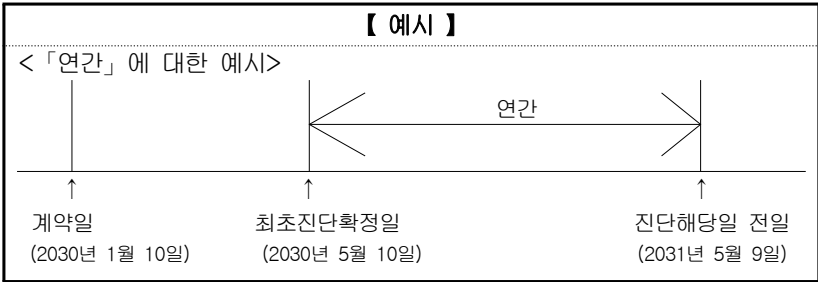 【 예시 】
<「연간」에 대한 예시>
연간
↑ ↑ ↑
계약일 최초진단확정일 진단해당일 전일
(2030년 1월 10일) (2030년 5월 10일) (2031년 5월 9일)